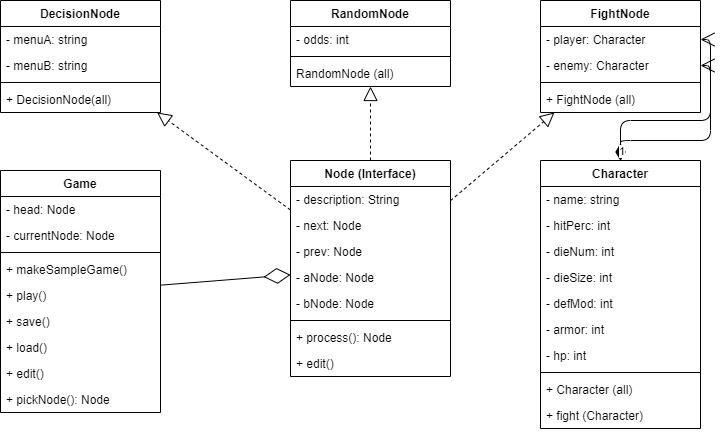 DecisionNode
- menuA: string
- menuB: string
+ DecisionNode(all)
RandomNode
- odds: int
RandomNode (all)
FightNode
- player: Character
- enemy: Character
+ FightNode (all)
1
Game
- head: Node
- currentNode: Node
+ makeSampleGame()
+ play()
+ save()
+ load()
+ edit()
+ pickNode(): Node
Node (Interface)
- description: String
- next: Node
- prev: Node
- aNode: Node
- bNode: Node
+ process(): Node
+ edit()
Character
- name: string
- hitPerc: int
- dieNum: int
- dieSize: int
- defMod: int
- armor: int
- hp: int
+ Character (all)
+ fight (Character)